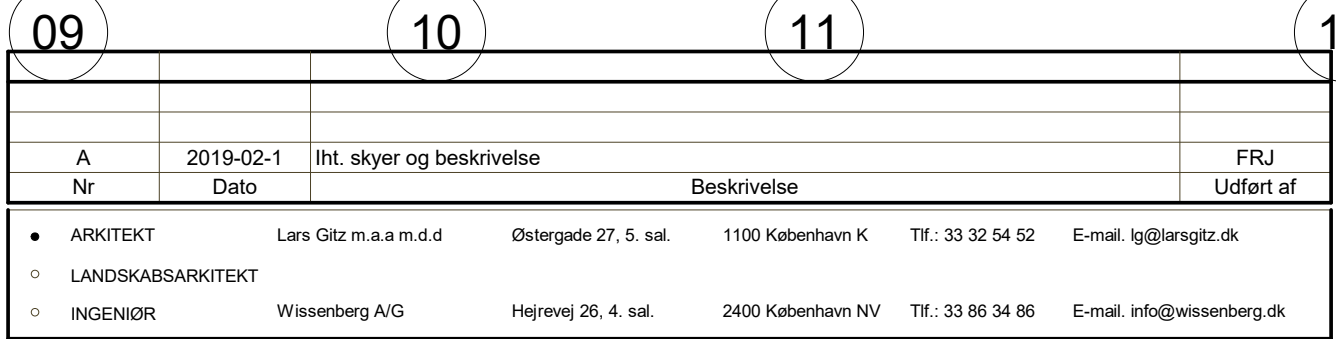 09 10 11 1
A 2019-02-1 Iht. skyer og beskrivelse FRJ
Nr Dato Beskrivelse Udført af
ARKITEKT Lars Gitz m.a.a m.d.d Østergade 27, 5. sal. 1100 København K Tlf.: 33 32 54 52 E-mail. lg@larsgitz.dk
LANDSKABSARKITEKT
INGENIØR Wissenberg A/G Hejrevej 26, 4. sal. 2400 København NV Tlf.: 33 86 34 86 E-mail. info@wissenberg.dk